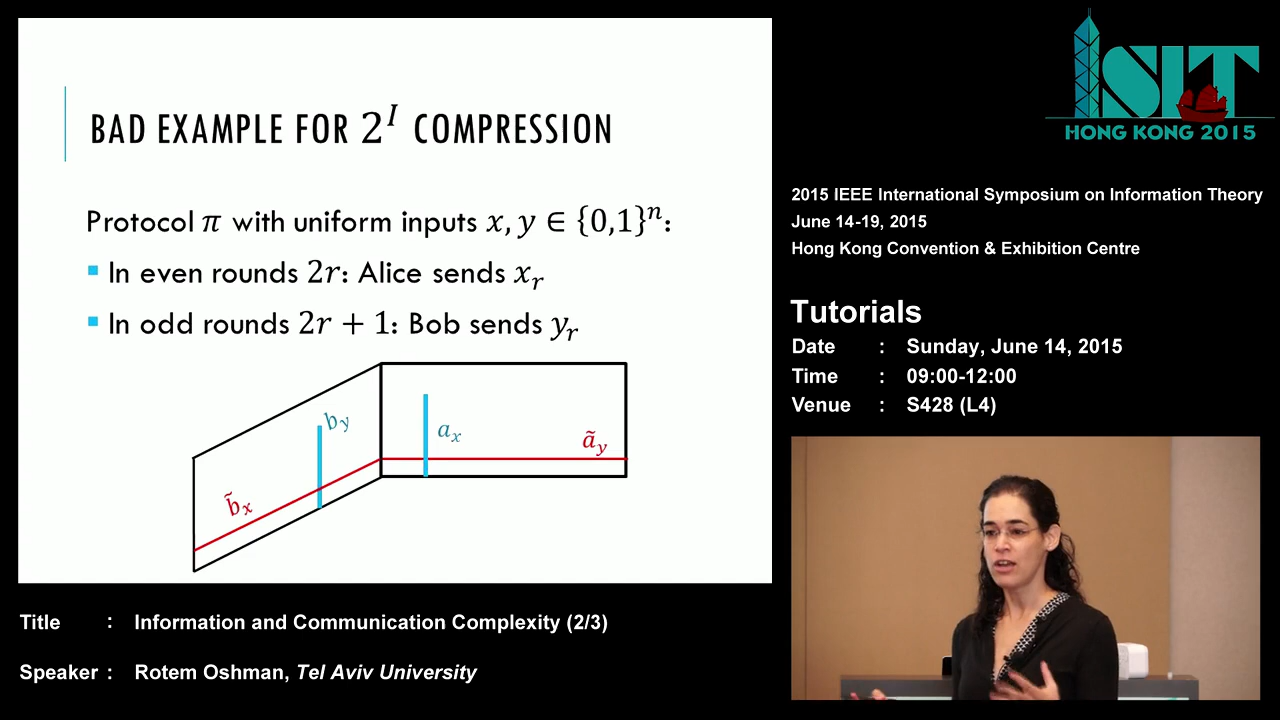 BAD EXAMPLE FOR 2^I COMPRESSION
Protocol π with uniform inputs x, y ∈ {0,1}^n:
▪ In even rounds 2r: Alice sends x_r
▪ In odd rounds 2r + 1: Bob sends y_r
b_y
a_x
ã_y
b̃_x
ISIT
HONG KONG 2015
2015 IEEE International Symposium on Information Theory
June 14-19, 2015
Hong Kong Convention & Exhibition Centre
Tutorials
Date : Sunday, June 14, 2015
Time : 09:00-12:00
Venue : S428 (L4)
Title : Information and Communication Complexity (2/3)
Speaker : Rotem Oshman, Tel Aviv University